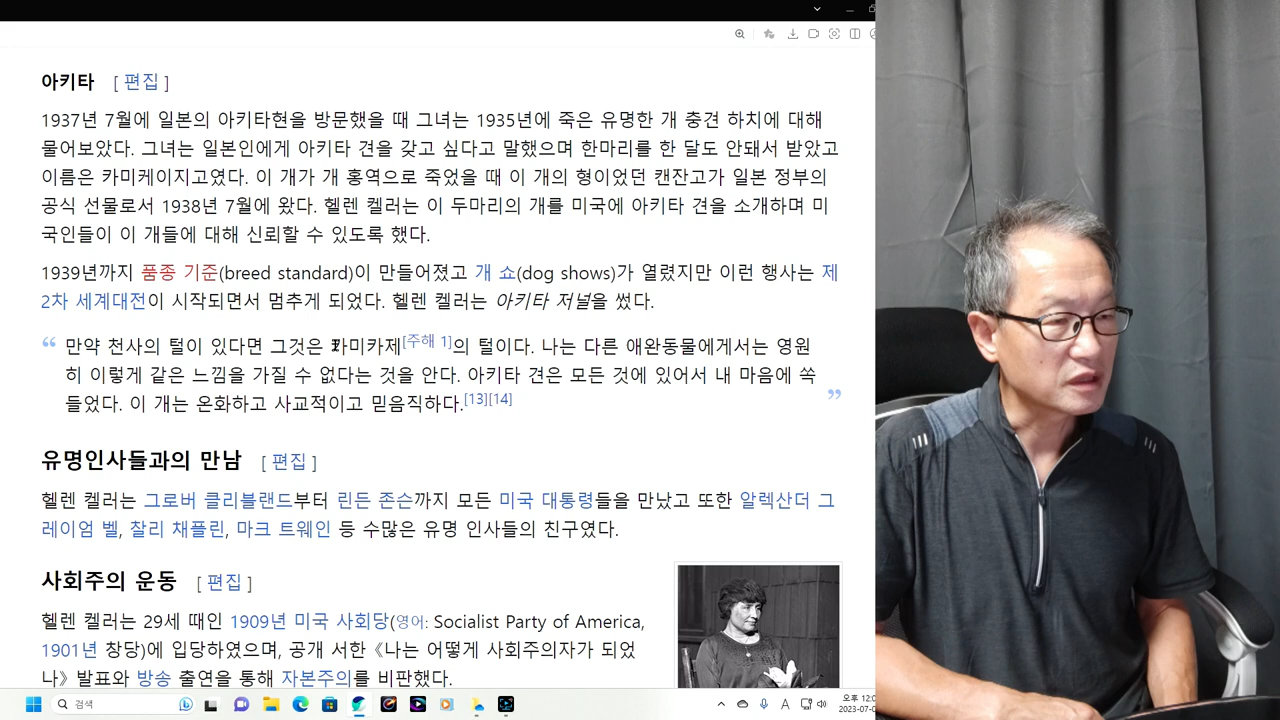 아키타 [ 편집 ]
1937년 7월에 일본의 아키타현을 방문했을 때 그녀는 1935년에 죽은 유명한 개 충견 하치에 대해
물어보았다. 그녀는 일본인에게 아키타 견을 갖고 싶다고 말했으며 한마리를 한 달도 안돼서 받았고
이름은 카미케이지고였다. 이 개가 개 홍역으로 죽었을 때 이 개의 형이었던 캔잔고가 일본 정부의
공식 선물로서 1938년 7월에 왔다. 헬렌 켈러는 이 두마리의 개를 미국에 아키타 견을 소개하며 미
국인들이 이 개들에 대해 신뢰할 수 있도록 했다.
1939년까지 품종 기준(breed standard)이 만들어졌고 개 쇼(dog shows)가 열렸지만 이런 행사는 제
2차 세계대전이 시작되면서 멈추게 되었다. 헬렌 켈러는 아키타 저널을 썼다.
“ 만약 천사의 털이 있다면 그것은 카미카제[주해 1]의 털이다. 나는 다른 애완동물에게서는 영원
히 이렇게 같은 느낌을 가질 수 없다는 것을 안다. 아키타 견은 모든 것에 있어서 내 마음에 쏙
들었다. 이 개는 온화하고 사교적이고 믿음직하다.[13][14] ”
유명인사들과의 만남 [ 편집 ]
헬렌 켈러는 그로버 클리블랜드부터 린든 존슨까지 모든 미국 대통령들을 만났고 또한 알렉산더 그
레이엄 벨, 찰리 채플린, 마크 트웨인 등 수많은 유명 인사들의 친구였다.
사회주의 운동 [ 편집 ]
헬렌 켈러는 29세 때인 1909년 미국 사회당(영어: Socialist Party of America,
1901년 창당)에 입당하였으며, 공개 서한《나는 어떻게 사회주의자가 되었
나》발표와 방송 출연을 통해 자본주의를 비판했다.
검색
A
오후 12:0
2023-07-0